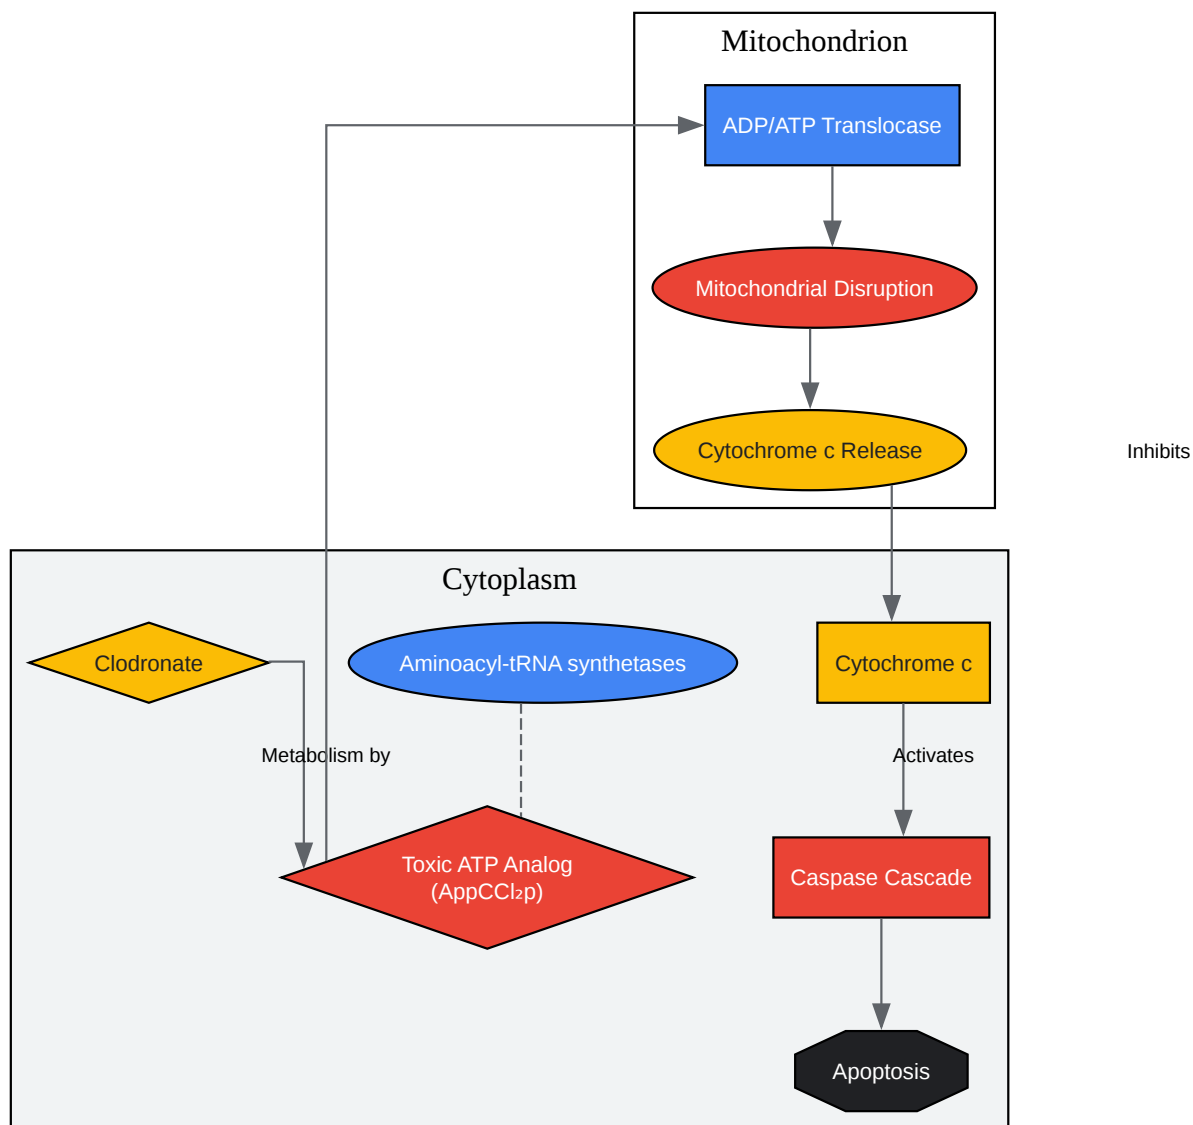 Mitochondrion
ADP/ATP Translocase
Mitochondrial Disruption
Cytochrome c Release
Inhibits
Cytoplasm
Clodronate
Aminoacyl-tRNA synthetases
Cytochrome c
Metabolism by
Activates
Toxic ATP Analog
(AppCCl₂p)
Caspase Cascade
Apoptosis